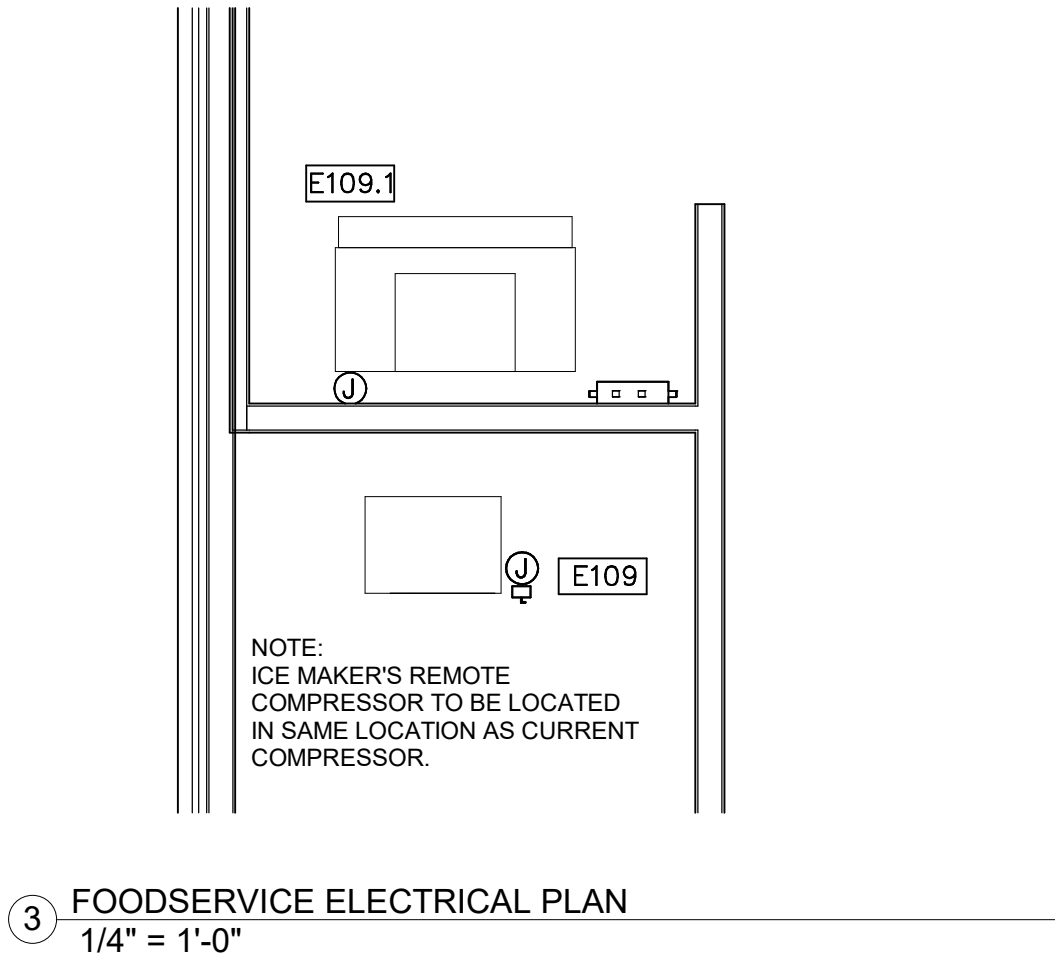 E109.1
J
J
E109
NOTE:
ICE MAKER'S REMOTE
COMPRESSOR TO BE LOCATED
IN SAME LOCATION AS CURRENT
COMPRESSOR.
3
FOODSERVICE ELECTRICAL PLAN
1/4" = 1'-0"